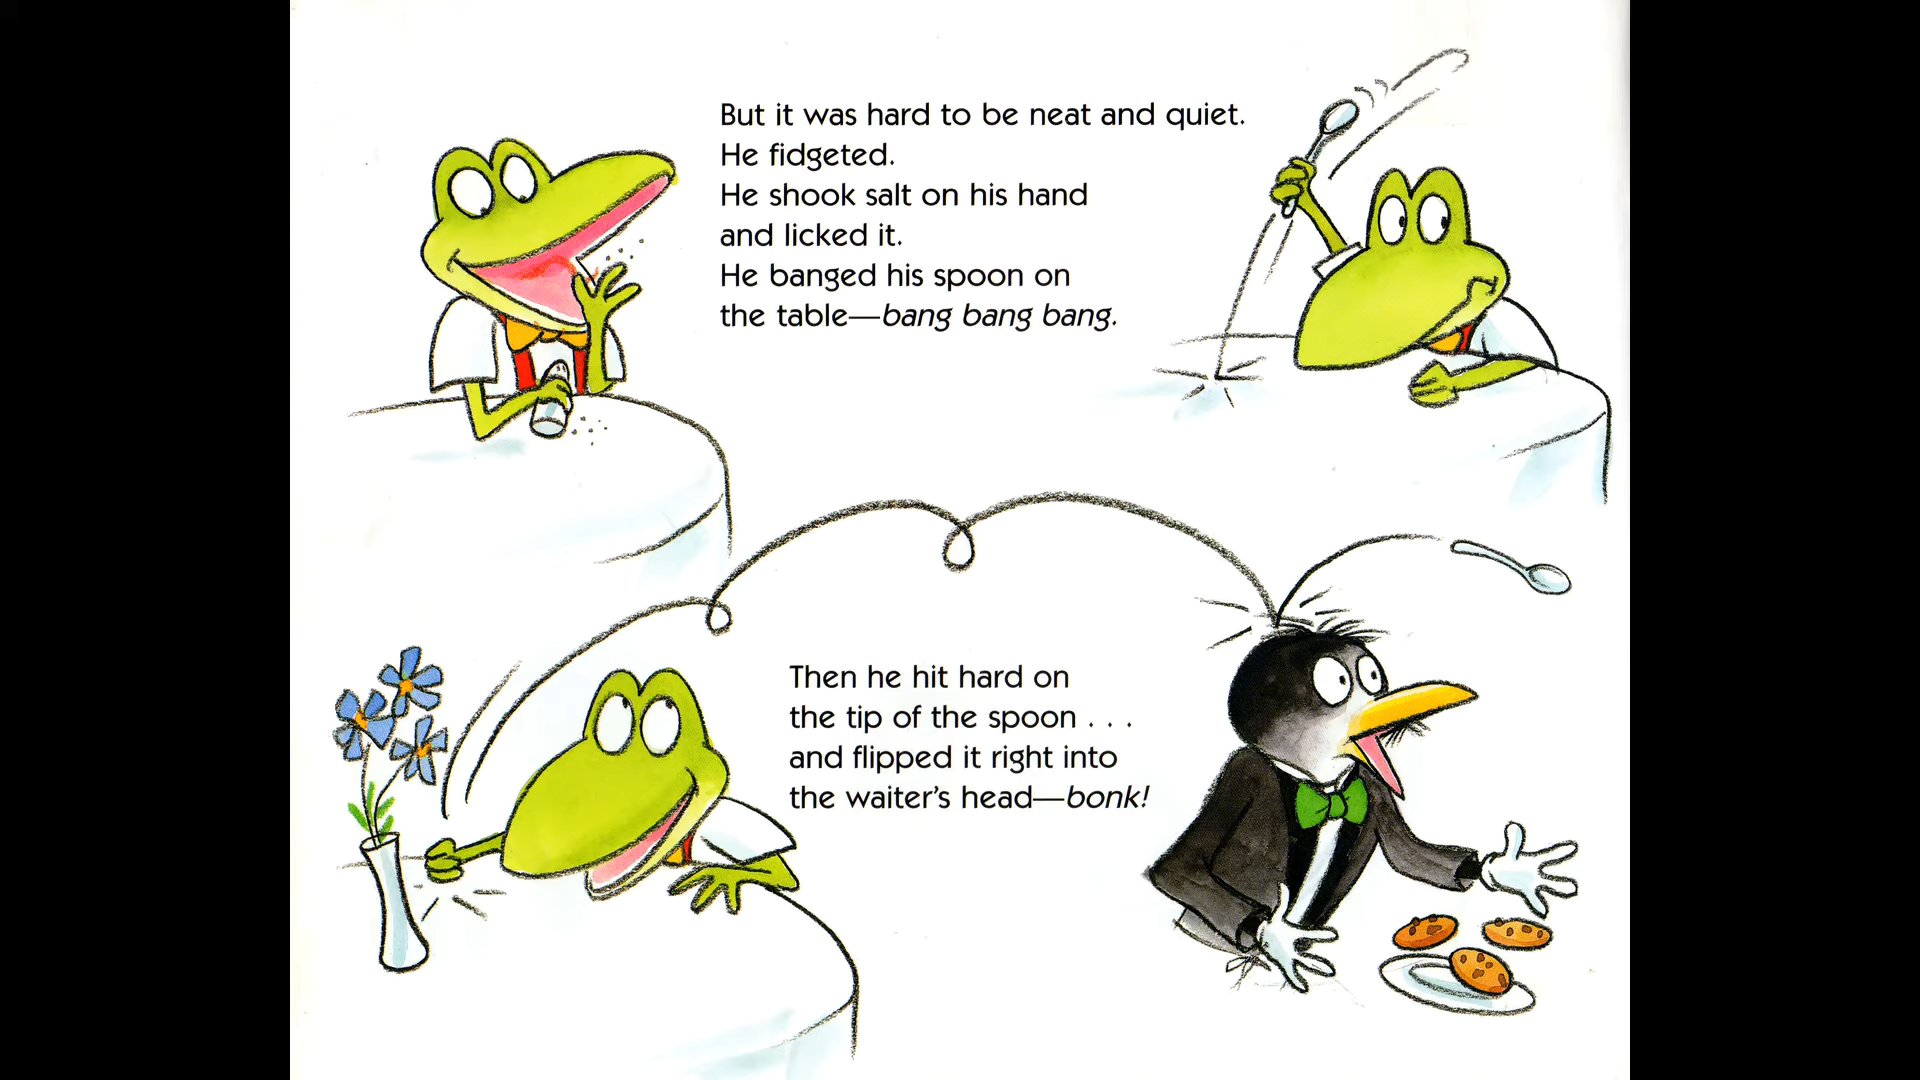 But it was hard to be neat and quiet.
He fidgeted.
He shook salt on his hand
and licked it.
He banged his spoon on
the table—bang bang bang.
Then he hit hard on
the tip of the spoon . . .
and flipped it right into
the waiter's head—bonk!